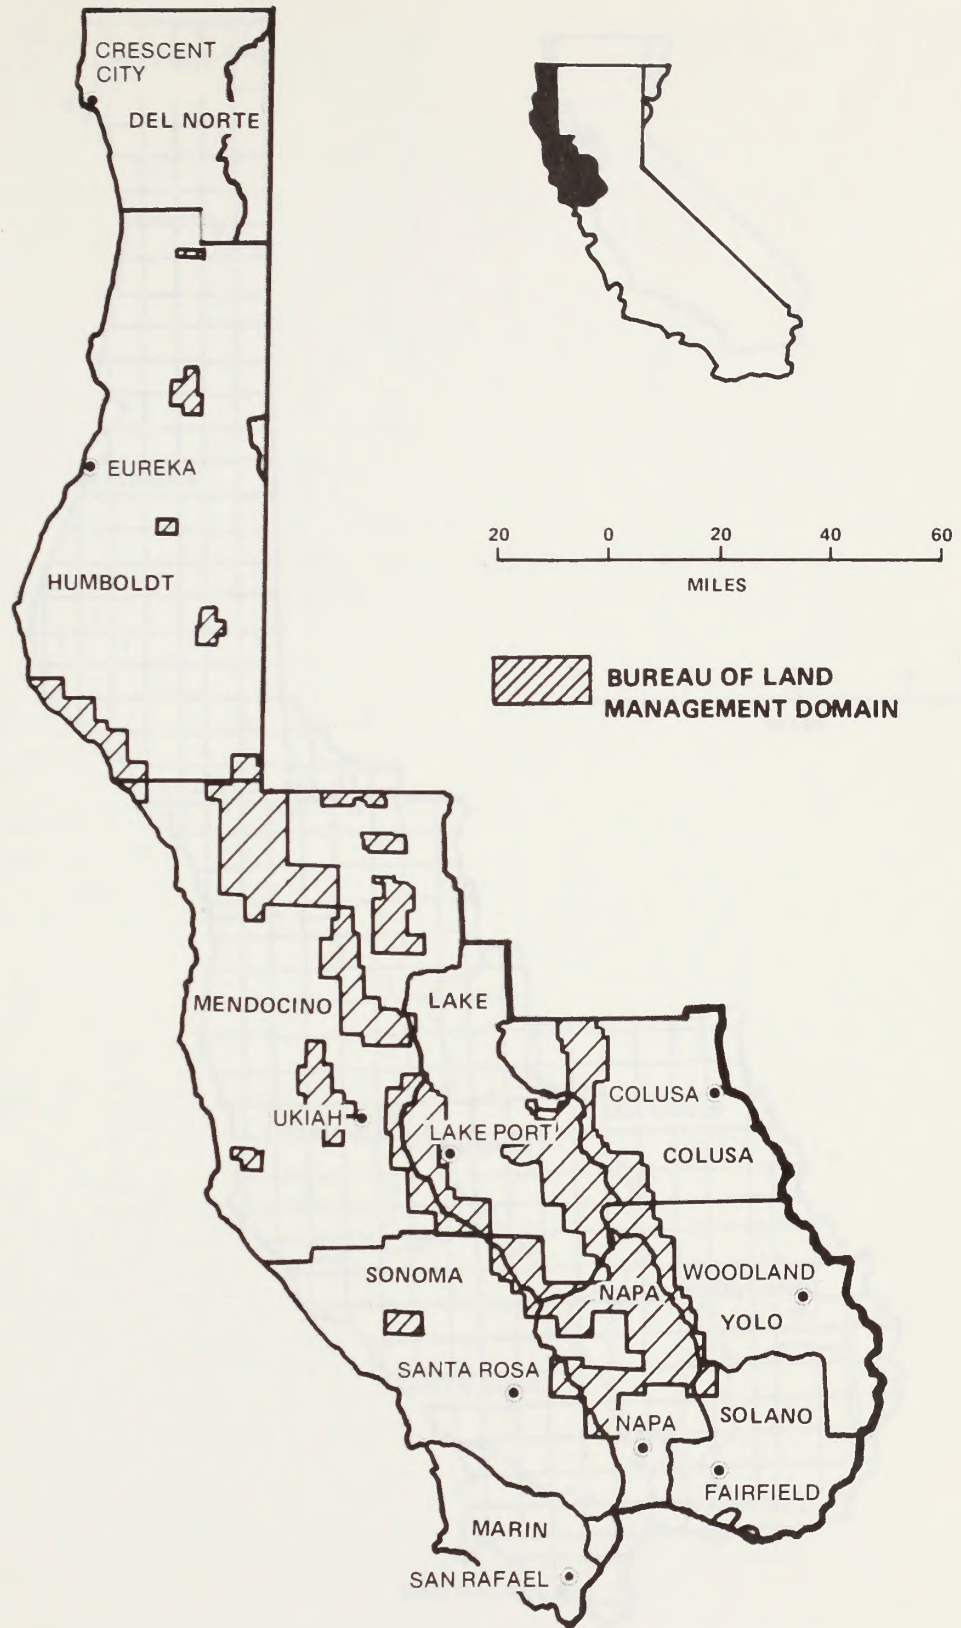 CRESCENT
CITY
DEL NORTE
EUREKA
HUMBOLDT
20 0 20 40 60
MILES
BUREAU OF LAND
MANAGEMENT DOMAIN
MENDOCINO
LAKE
UKIAH
LAKE PORT
COLUSA
COLUSA
SONOMA
NAPA
WOODLAND
YOLO
SANTA ROSA
NAPA
SOLANO
FAIRFIELD
MARIN
SAN RAFAEL